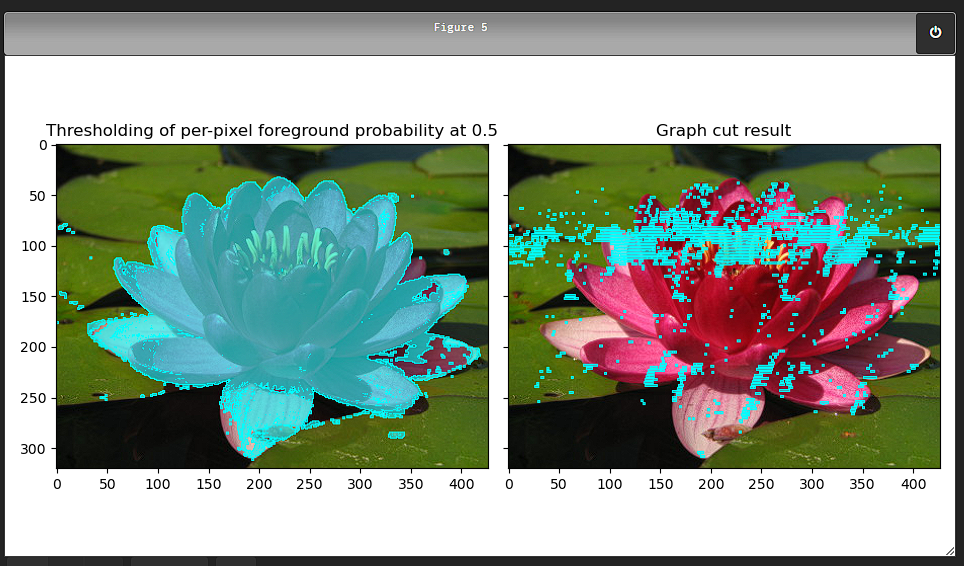 Figure 5
Thresholding of per-pixel foreground probability at 0.5
Graph cut result
0
50
100
150
200
250
300
0 50 100 150 200 250 300 350 400
0 50 100 150 200 250 300 350 400